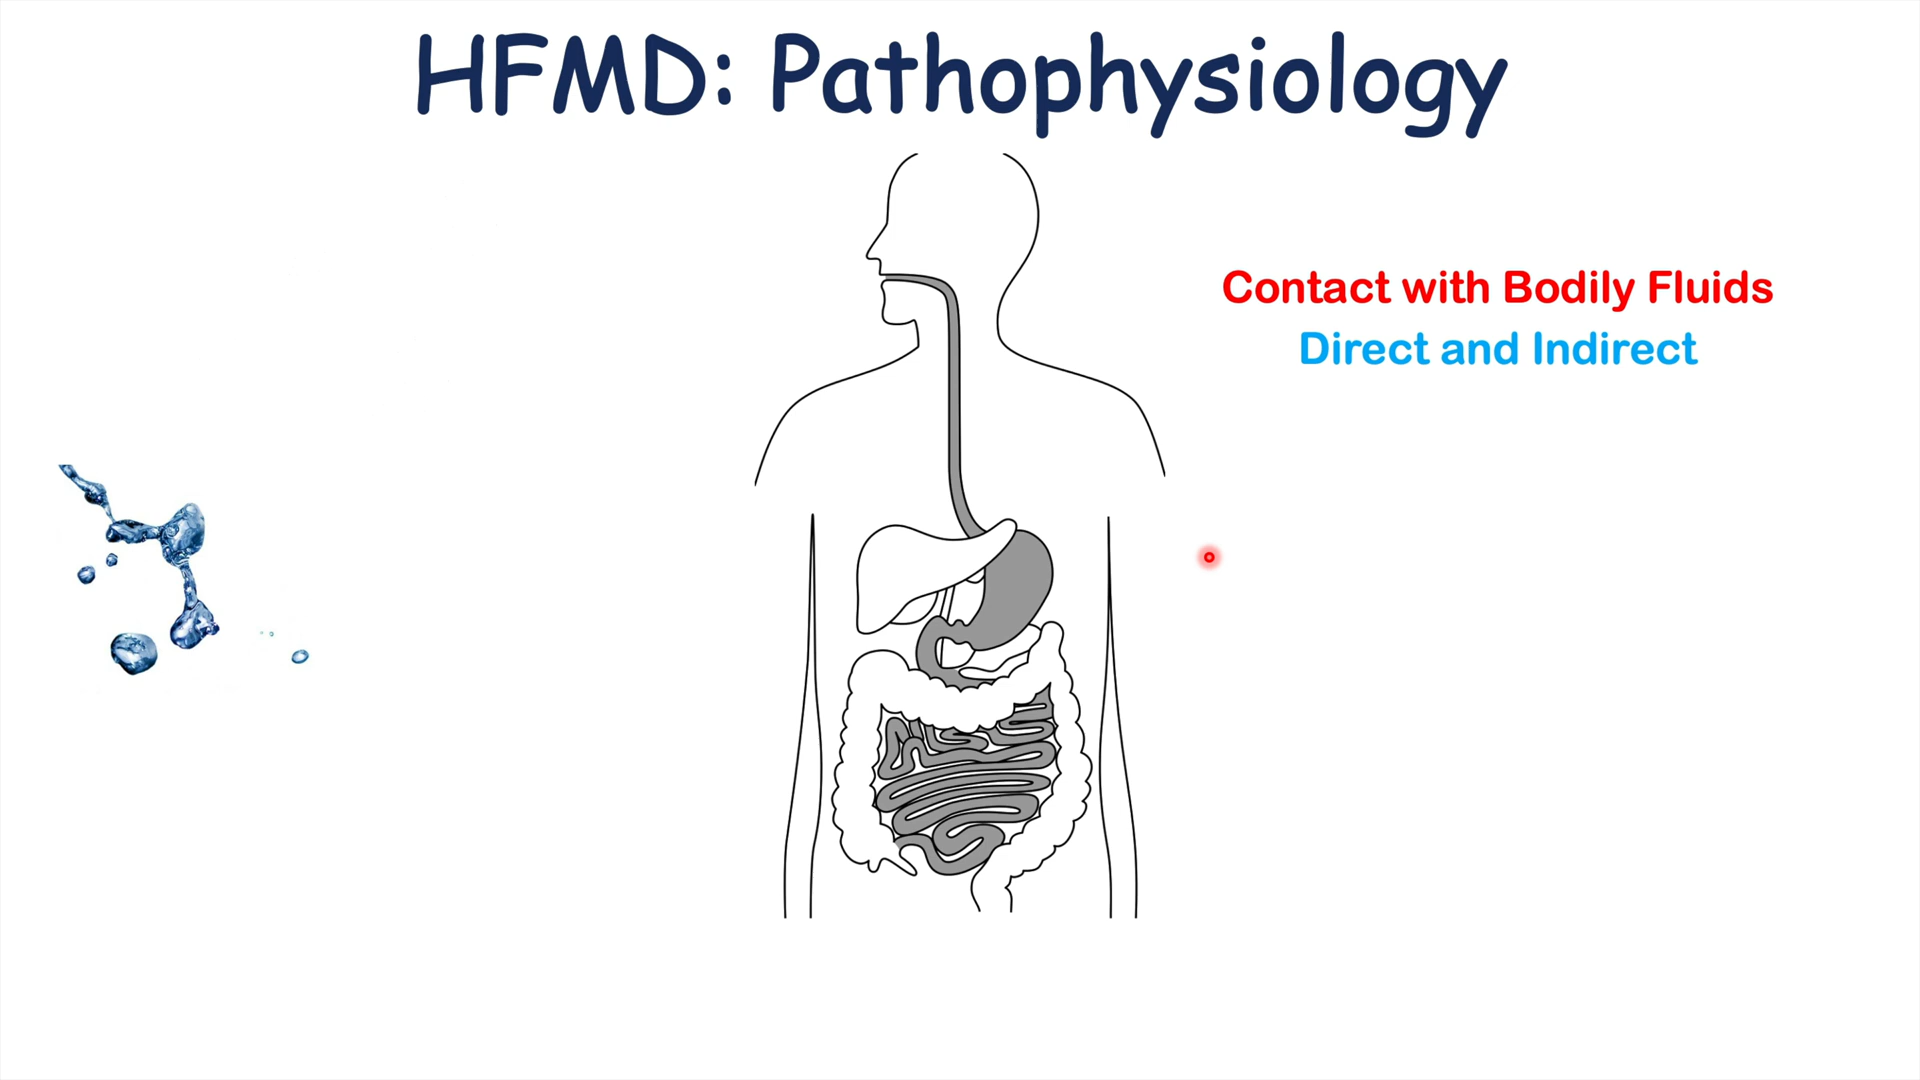 HFMD: Pathophysiology
Contact with Bodily Fluids
Direct and Indirect